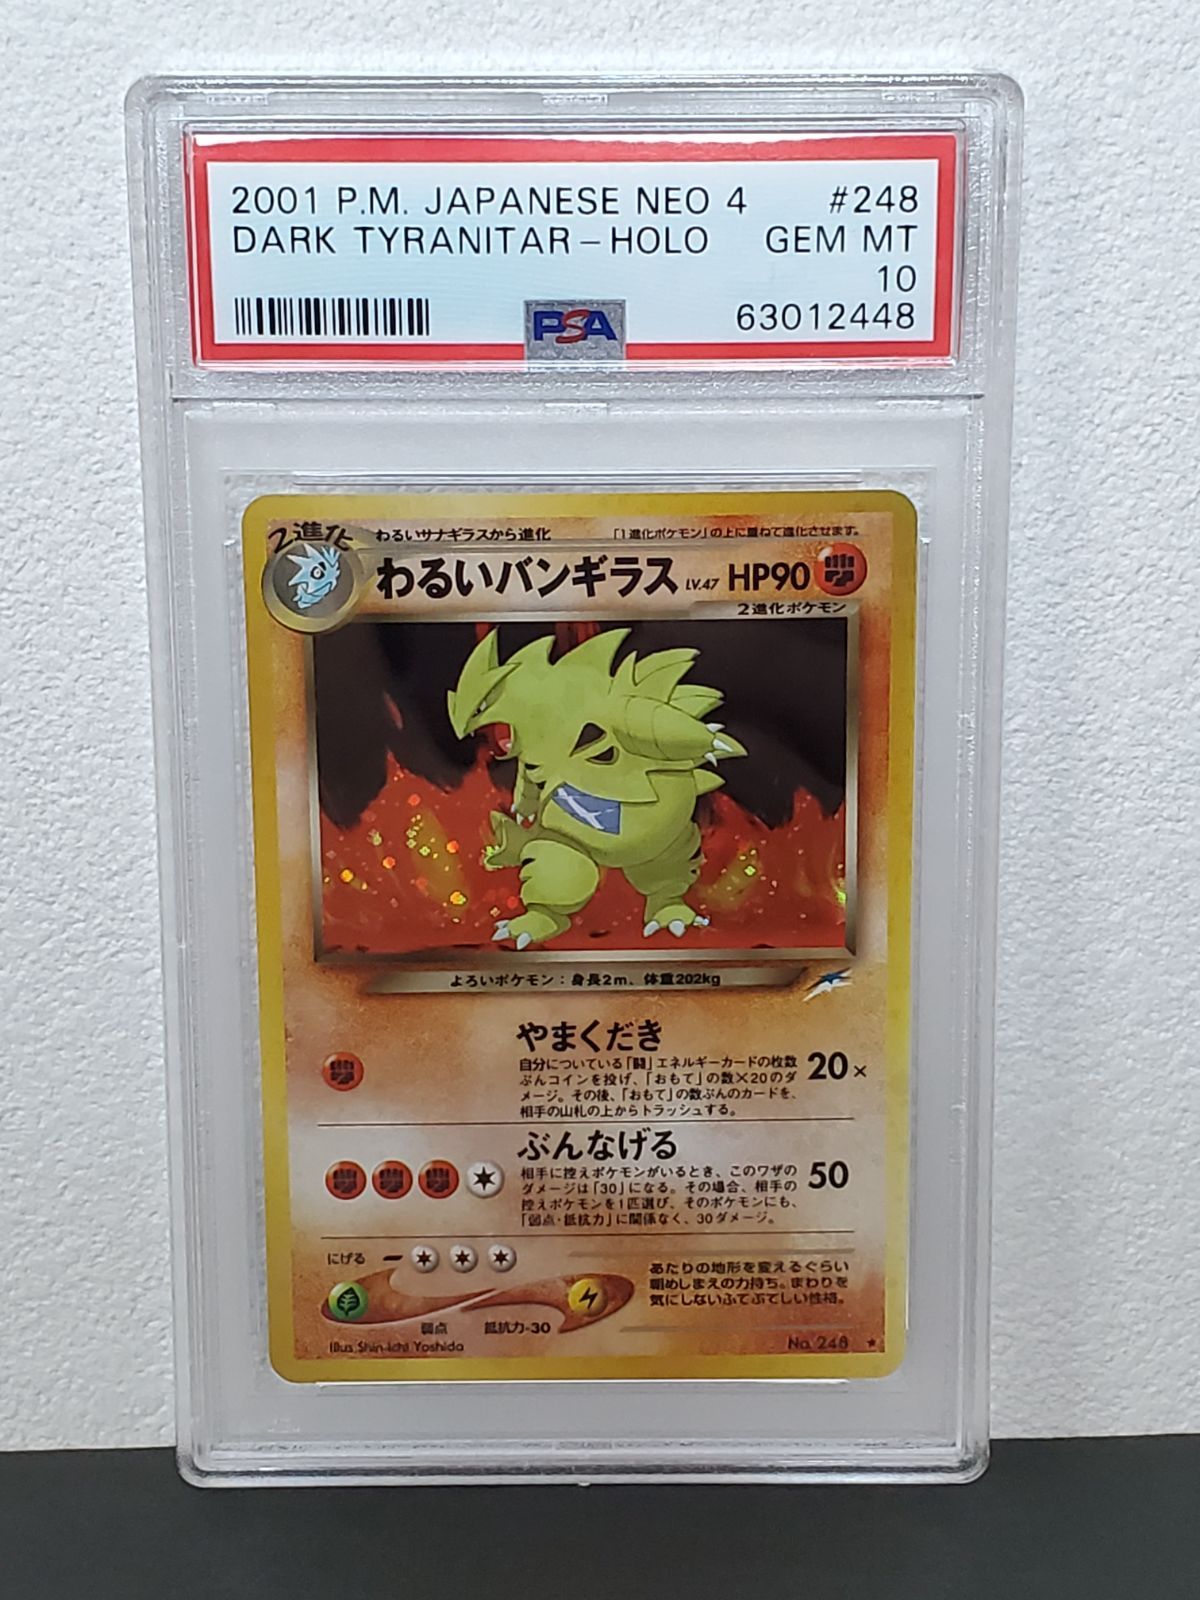 2001 P.M. JAPANESE NEO 4 #248
DARK TYRANITAR-HOLO GEM MT
10
PSA 63012448
2進化
わるいサナギラスから進化 「1進化ポケモン」の上に重ねて進化させます。
わるいバンギラス LV.47 HP90
2進化ポケモン
よろいポケモン：身長2m、体重202kg
やまくだき
自分についている「闘」エネルギーカードの枚数
ぶんコインを投げ、「おもて」の数×20のダ
メージ。その後、「おもて」の数ぶんのカードを、
相手の山札の上からトラッシュする。
20×
ぶんなげる
相手に控えポケモンがいるとき、このワザの
ダメージは「30」になる。その場合、相手の
控えポケモンを1匹選び、そのポケモンにも、
「弱点・抵抗力」に関係なく、30ダメージ。
50
にげる
弱点 抵抗力-30
あたりの地形を変えるぐらい
朝めしまえの力持ち。まわりを
気にしないふてぶてしい性格。
Illus. Shin-ichi Yoshida
No. 248 ★